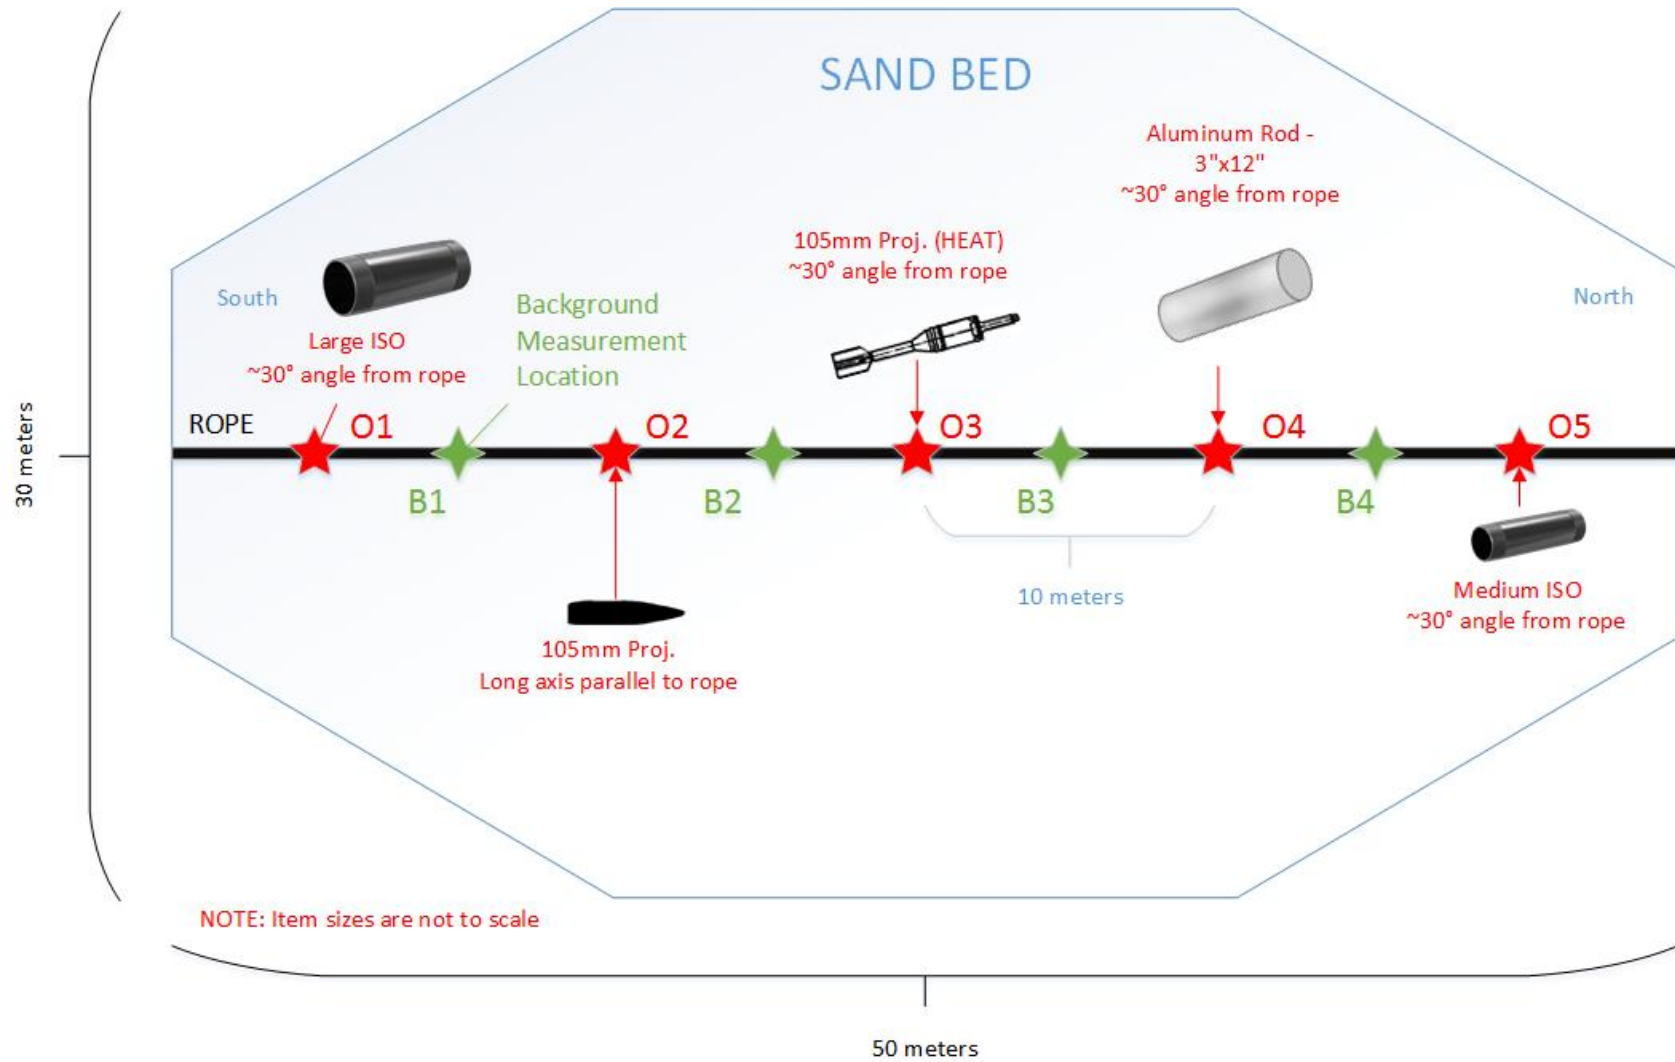 SAND BED
Aluminum Rod -
3"x12"
~30° angle from rope
105mm Proj. (HEAT)
~30° angle from rope
South
North
Background
Measurement
Location
Large ISO
~30° angle from rope
ROPE
O1
O2
O3
O4
O5
30 meters
B1
B2
B3
B4
10 meters
Medium ISO
~30° angle from rope
105mm Proj.
Long axis parallel to rope
NOTE: Item sizes are not to scale
50 meters